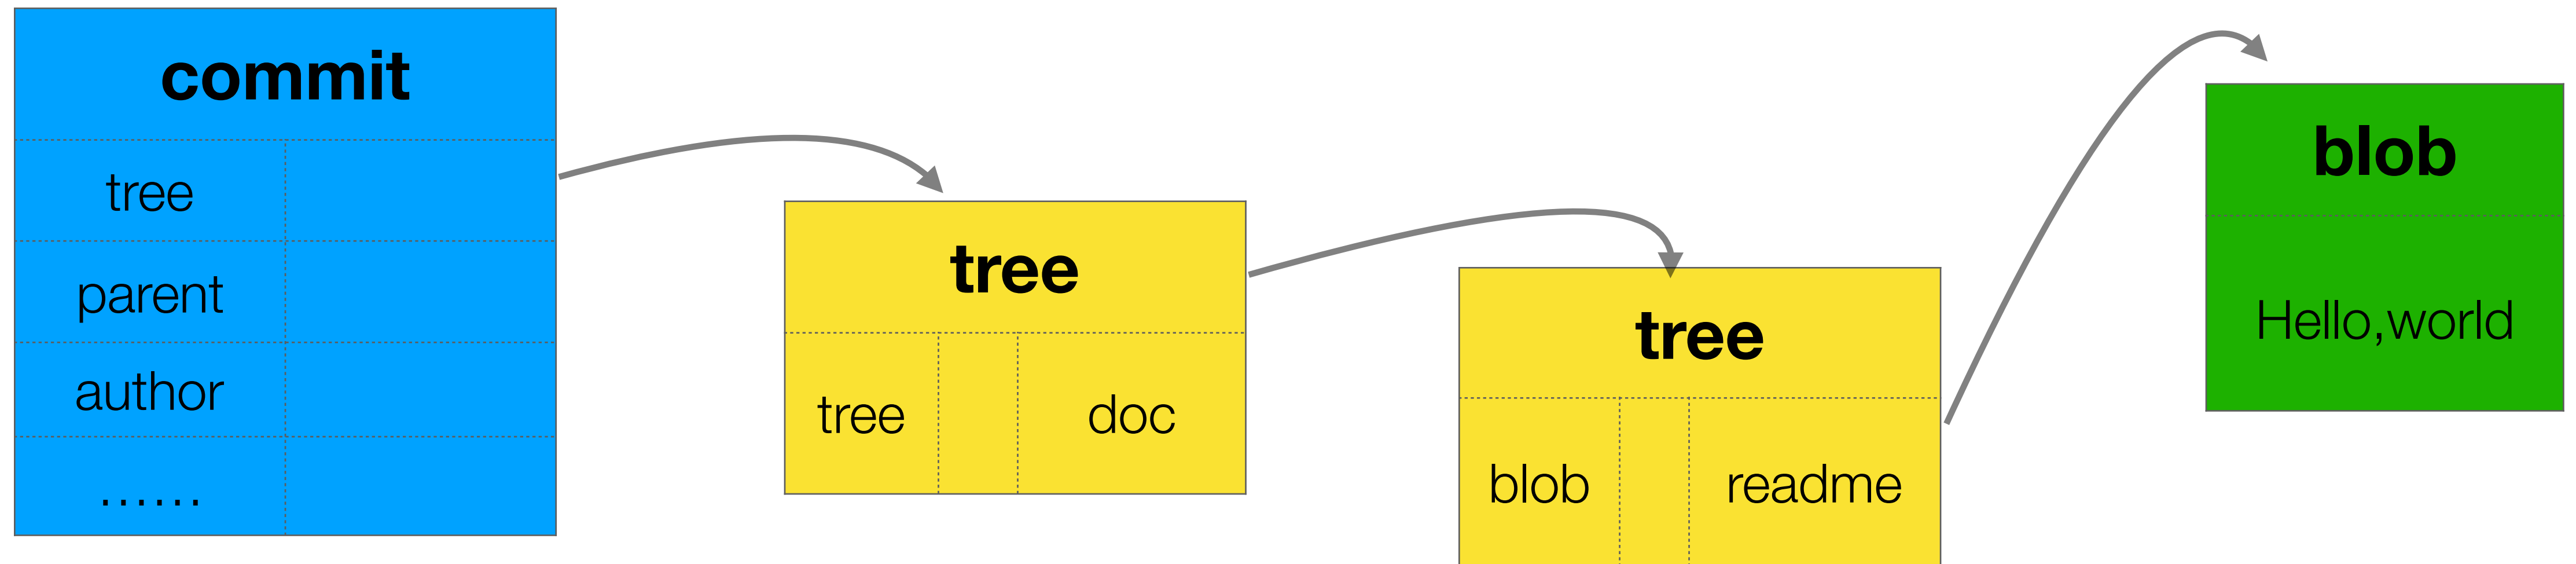 commit
tree
parent
author
......
tree
tree doc
tree
blob readme
blob
Hello,world